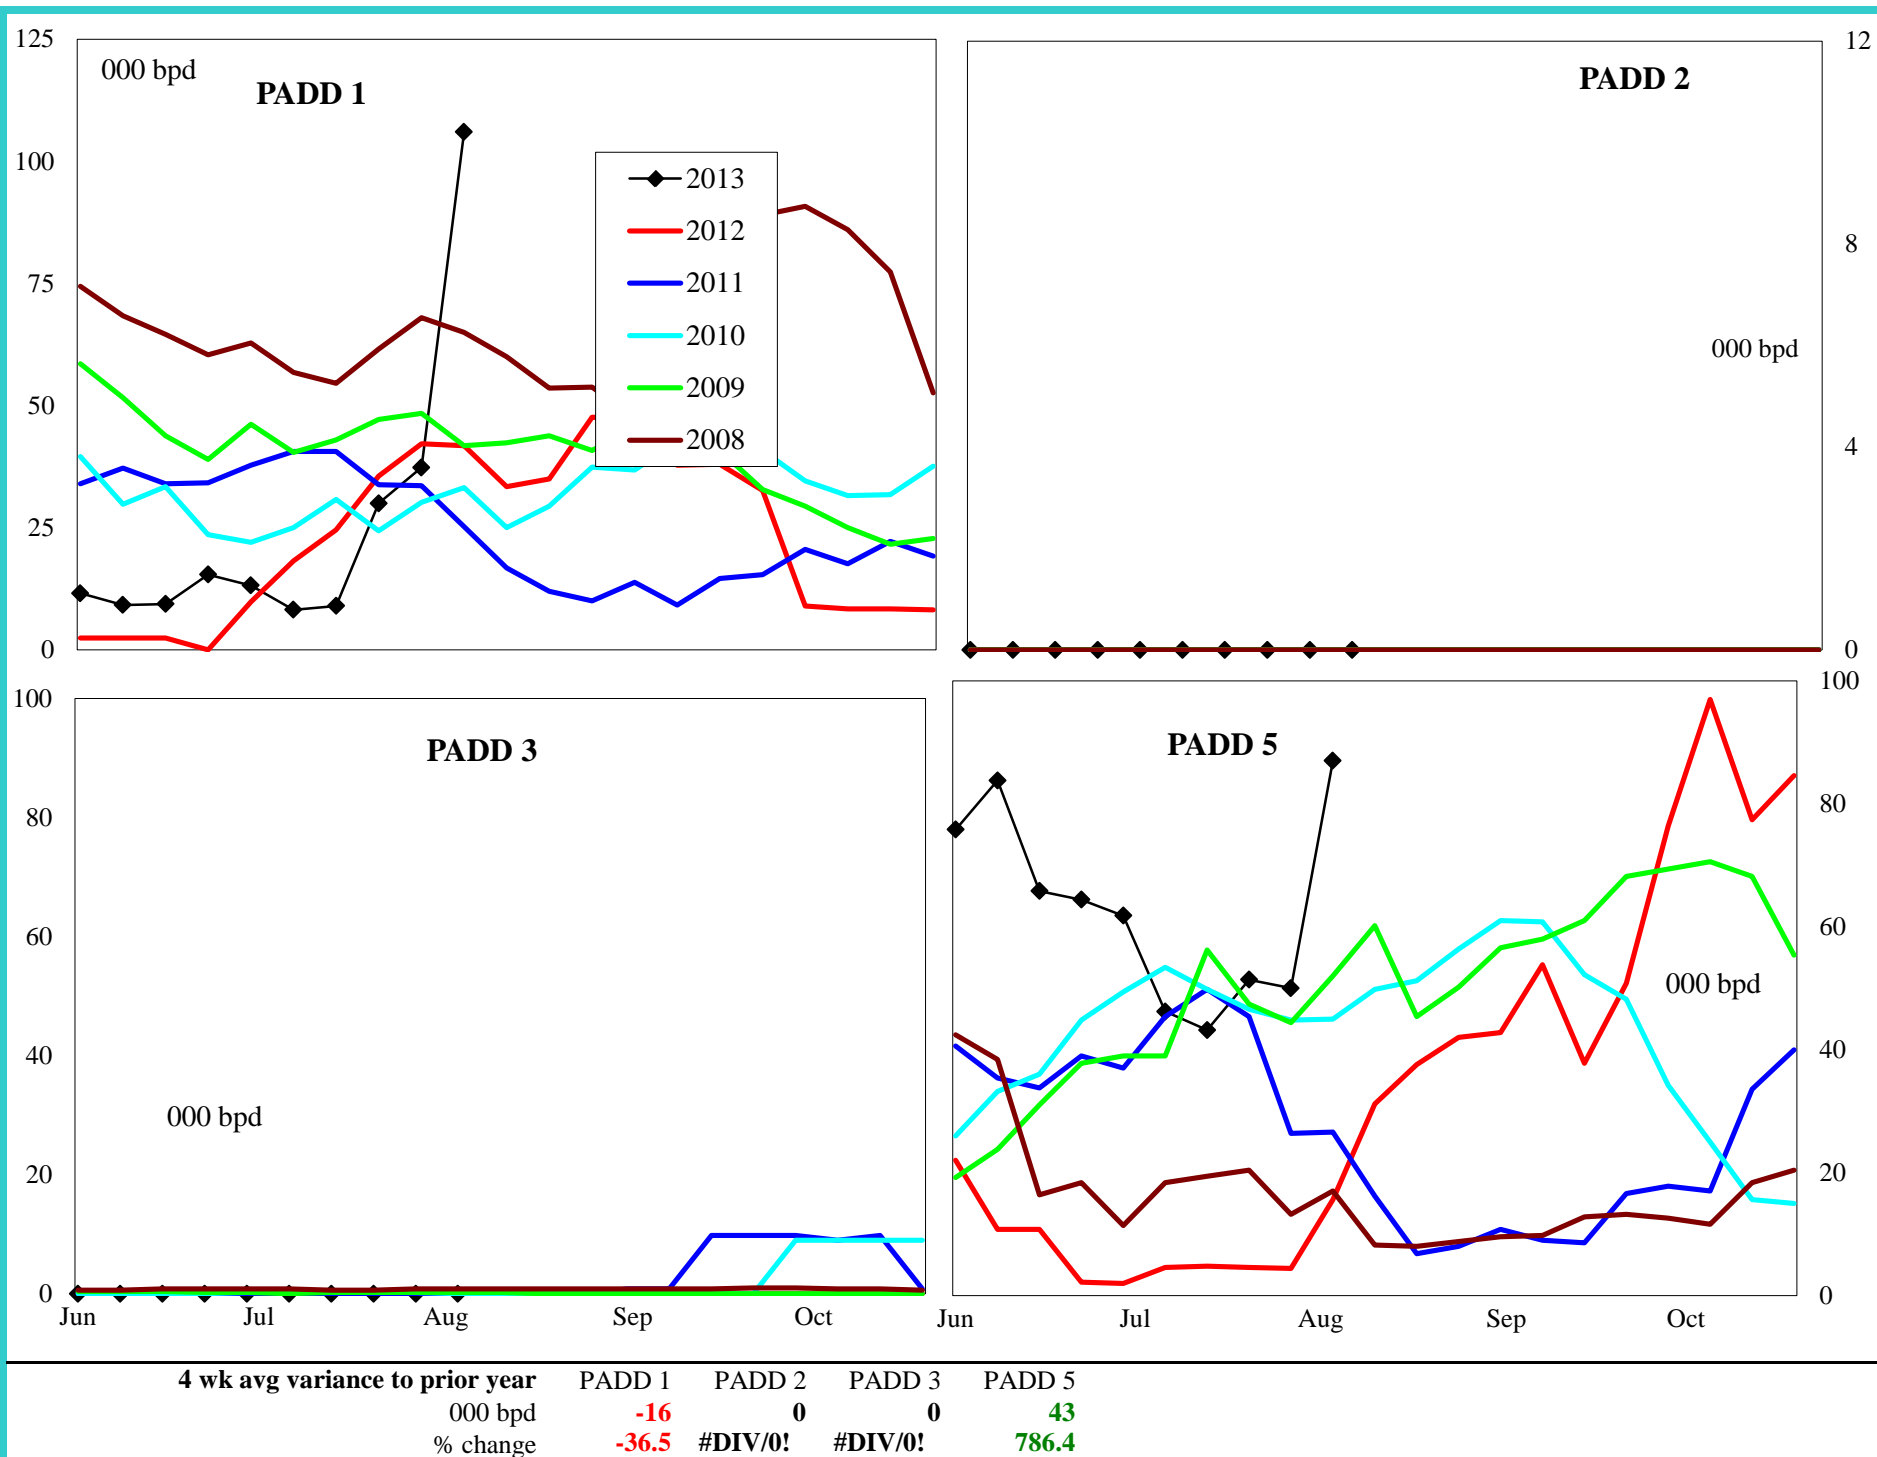 125
000 bpd
PADD 1
100
75
50
25
0
2013
2012
2011
2010
2009
2008
12
PADD 2
8
000 bpd
4
0
100
PADD 3
80
60
40
000 bpd
20
0
Jun Jul Aug Sep Oct
100
PADD 5
80
60
000 bpd
40
20
0
Jun Jul Aug Sep Oct
4 wk avg variance to prior year PADD 1 PADD 2 PADD 3 PADD 5
000 bpd -16 0 0 43
% change -36.5 #DIV/0! #DIV/0! 786.4